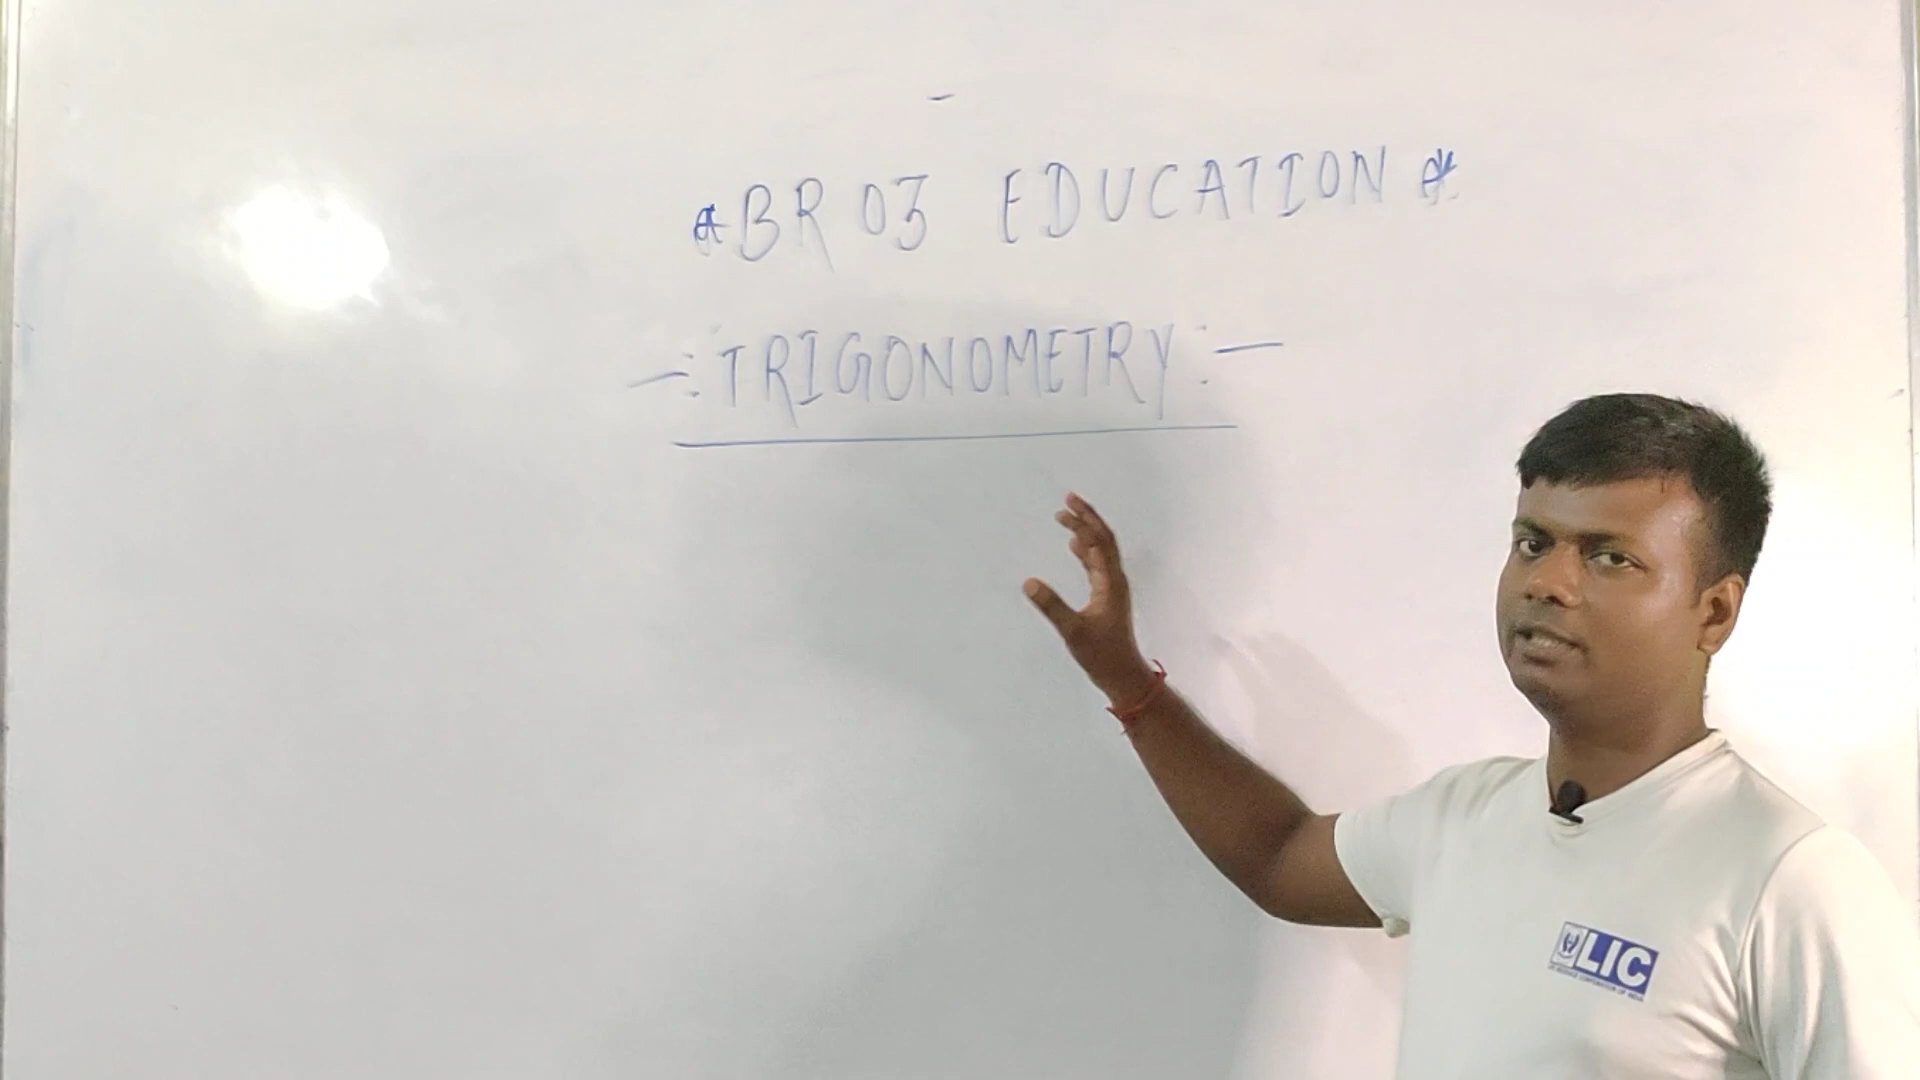 * BR 03 EDUCATION *
-: TRIGONOMETRY :-
LIC